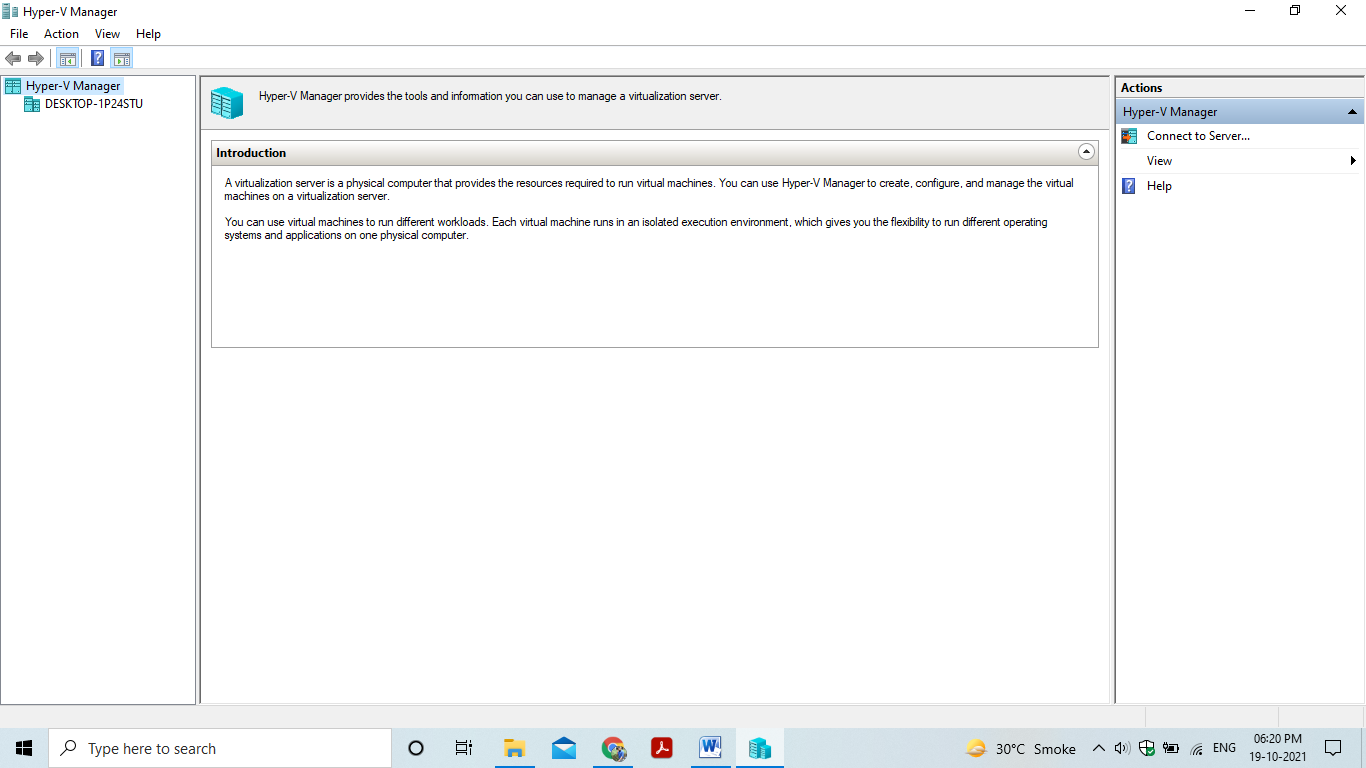 Hyper-V Manager
File Action View Help
Hyper-V Manager
DESKTOP-1P24STU
Hyper-V Manager provides the tools and information you can use to manage a virtualization server.
Introduction
A virtualization server is a physical computer that provides the resources required to run virtual machines. You can use Hyper-V Manager to create, configure, and manage the virtual
machines on a virtualization server.
You can use virtual machines to run different workloads. Each virtual machine runs in an isolated execution environment, which gives you the flexibility to run different operating
systems and applications on one physical computer.
Actions
Hyper-V Manager
Connect to Server...
View
Help
Type here to search
30°C Smoke
ENG
06:20 PM
19-10-2021